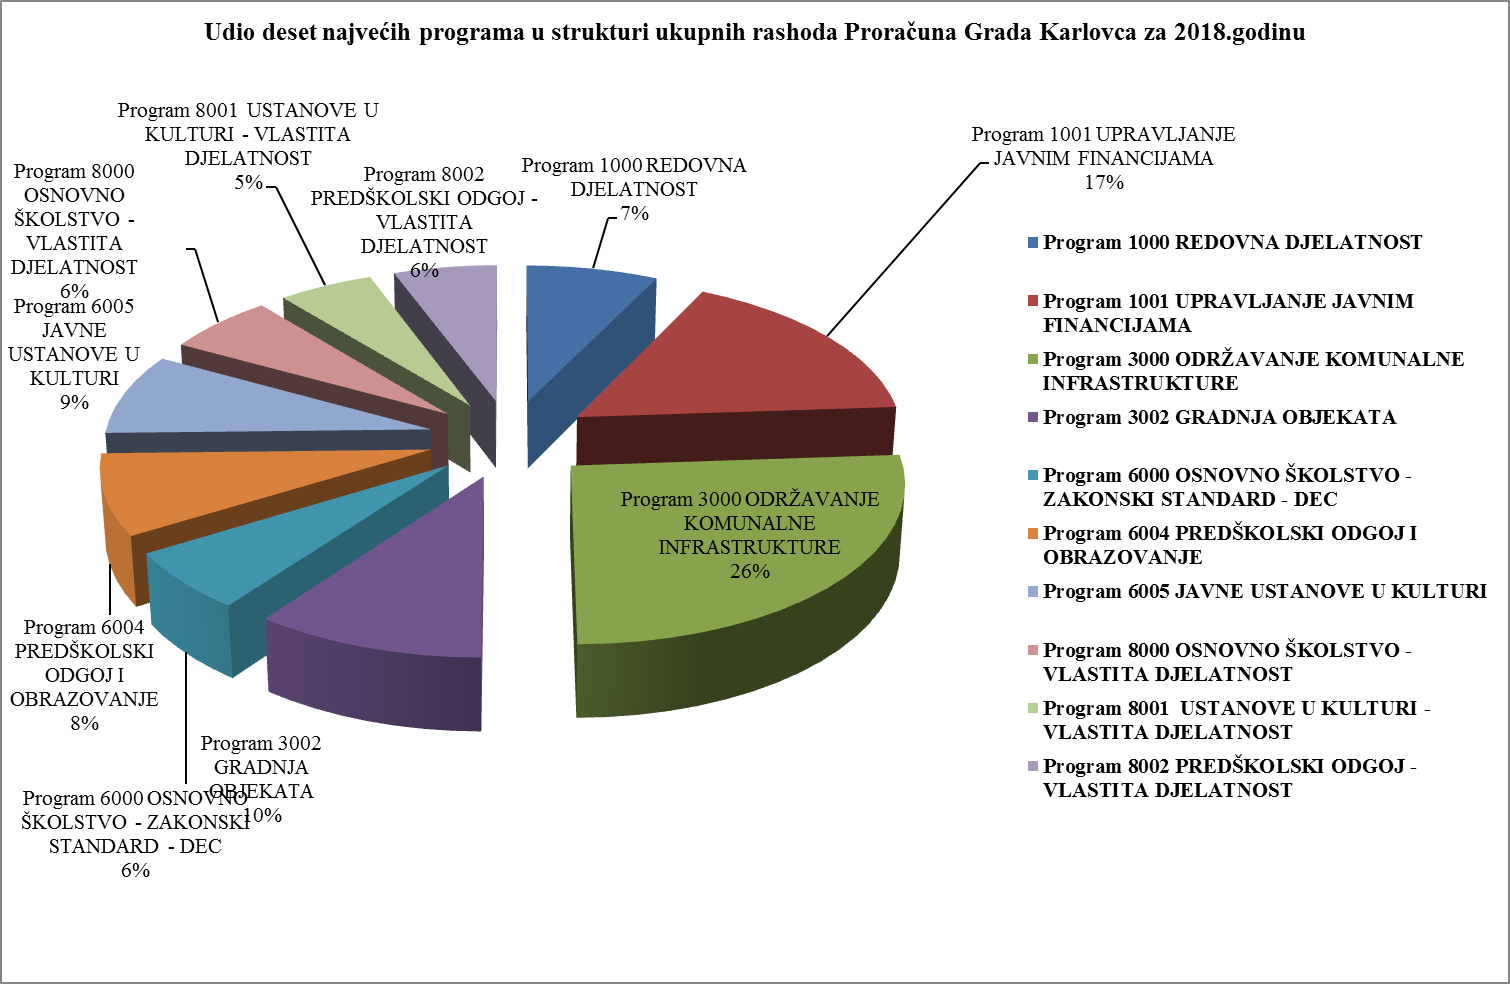 Udio deset najvećih programa u strukturi ukupnih rashoda Proračuna Grada Karlovca za 2018.godinu
Program 8001 USTANOVE U
KULTURI - VLASTITA
DJELATNOST
5%
Program 8002
PREDŠKOLSKI ODGOJ -
VLASTITA
DJELATNOST
6%
Program 1000 REDOVNA
DJELATNOST
7%
Program 1001 UPRAVLJANJE
JAVNIM FINANCIJAMA
17%
Program 8000
OSNOVNO
ŠKOLSTVO -
VLASTITA
DJELATNOST
6%
Program 6005
JAVNE
USTANOVE U
KULTURI
9%
Program 3000 ODRŽAVANJE
KOMUNALNE
INFRASTRUKTURE
26%
Program 6004
PREDŠKOLSKI
ODGOJ I
OBRAZOVANJE
8%
Program 3002
GRADNJA
OBJEKATA
10%
Program 6000 OSNOVNO
ŠKOLSTVO - ZAKONSKI
STANDARD - DEC
6%
Program 1000 REDOVNA DJELATNOST
Program 1001 UPRAVLJANJE JAVNIM
FINANCIJAMA
Program 3000 ODRŽAVANJE KOMUNALNE
INFRASTRUKTURE
Program 3002 GRADNJA OBJEKATA
Program 6000 OSNOVNO ŠKOLSTVO -
ZAKONSKI STANDARD - DEC
Program 6004 PREDŠKOLSKI ODGOJ I
OBRAZOVANJE
Program 6005 JAVNE USTANOVE U KULTURI
Program 8000 OSNOVNO ŠKOLSTVO -
VLASTITA DJELATNOST
Program 8001 USTANOVE U KULTURI -
VLASTITA DJELATNOST
Program 8002 PREDŠKOLSKI ODGOJ -
VLASTITA DJELATNOST